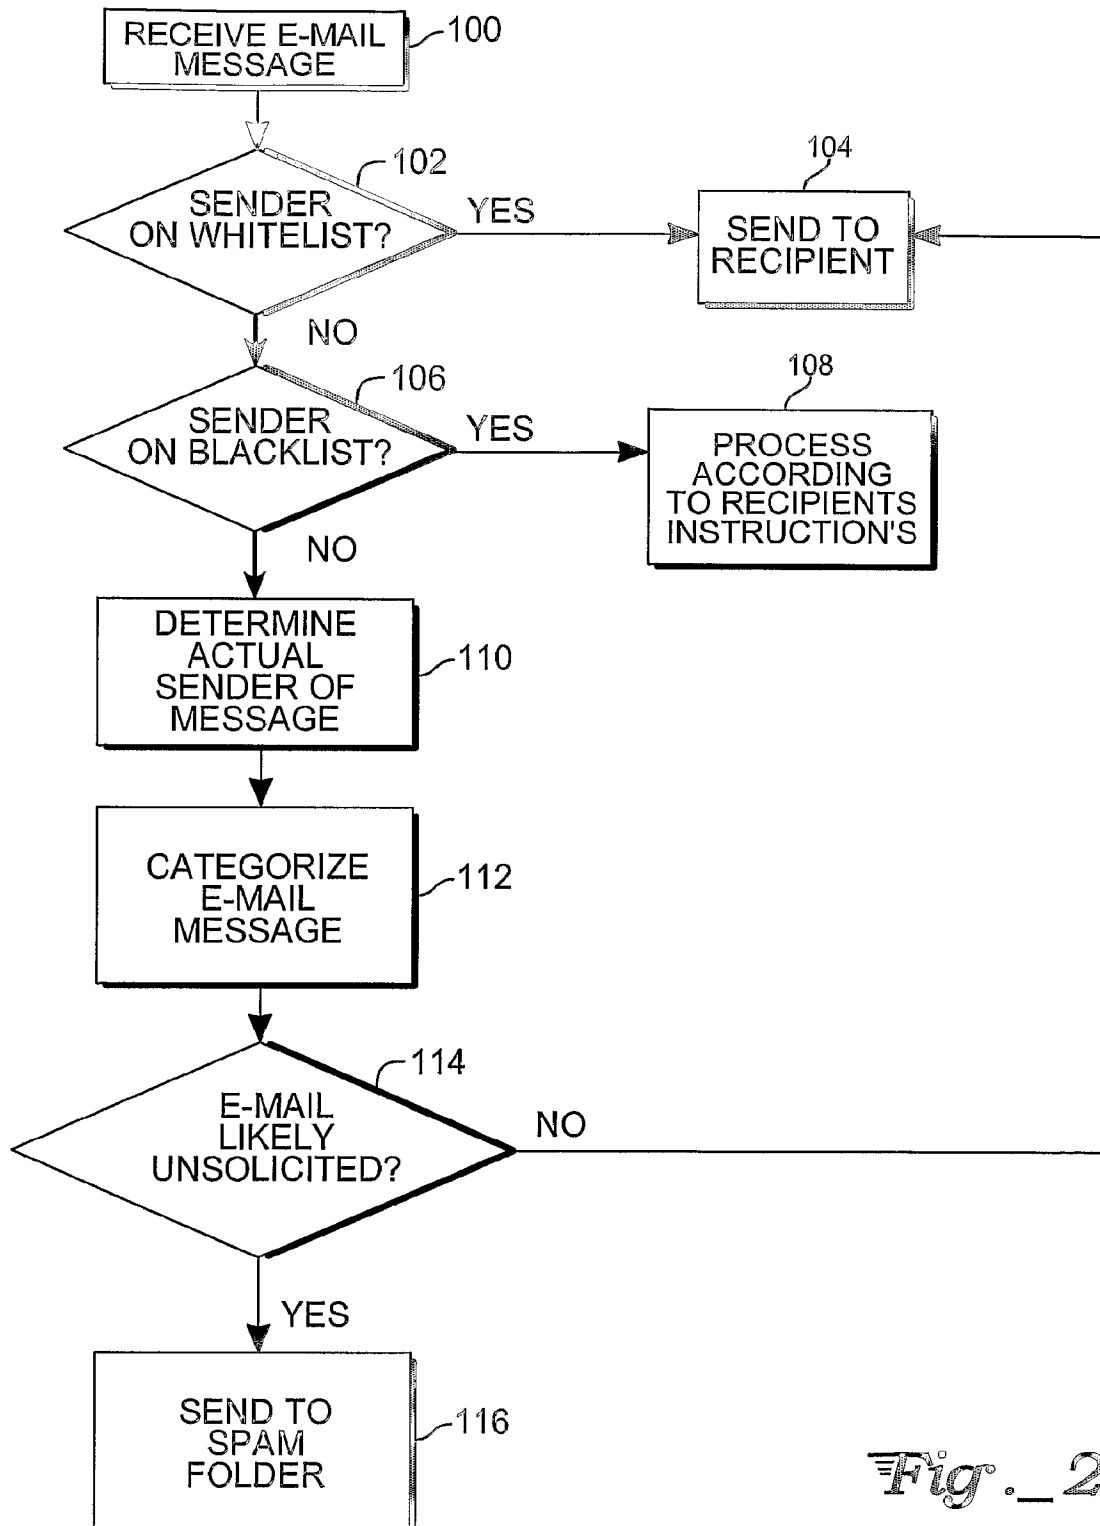 RECEIVE E-MAIL
MESSAGE
100
102
SENDER
ON WHITELIST?
YES
104
SEND TO
RECIPIENT
NO
106
SENDER
ON BLACKLIST?
YES
108
PROCESS
ACCORDING
TO RECIPIENTS
INSTRUCTION'S
NO
DETERMINE
ACTUAL
SENDER OF
MESSAGE
110
CATEGORIZE
E-MAIL
MESSAGE
112
114
E-MAIL
LIKELY
UNSOLICITED?
NO
YES
SEND TO
SPAM
FOLDER
116
Fig._2